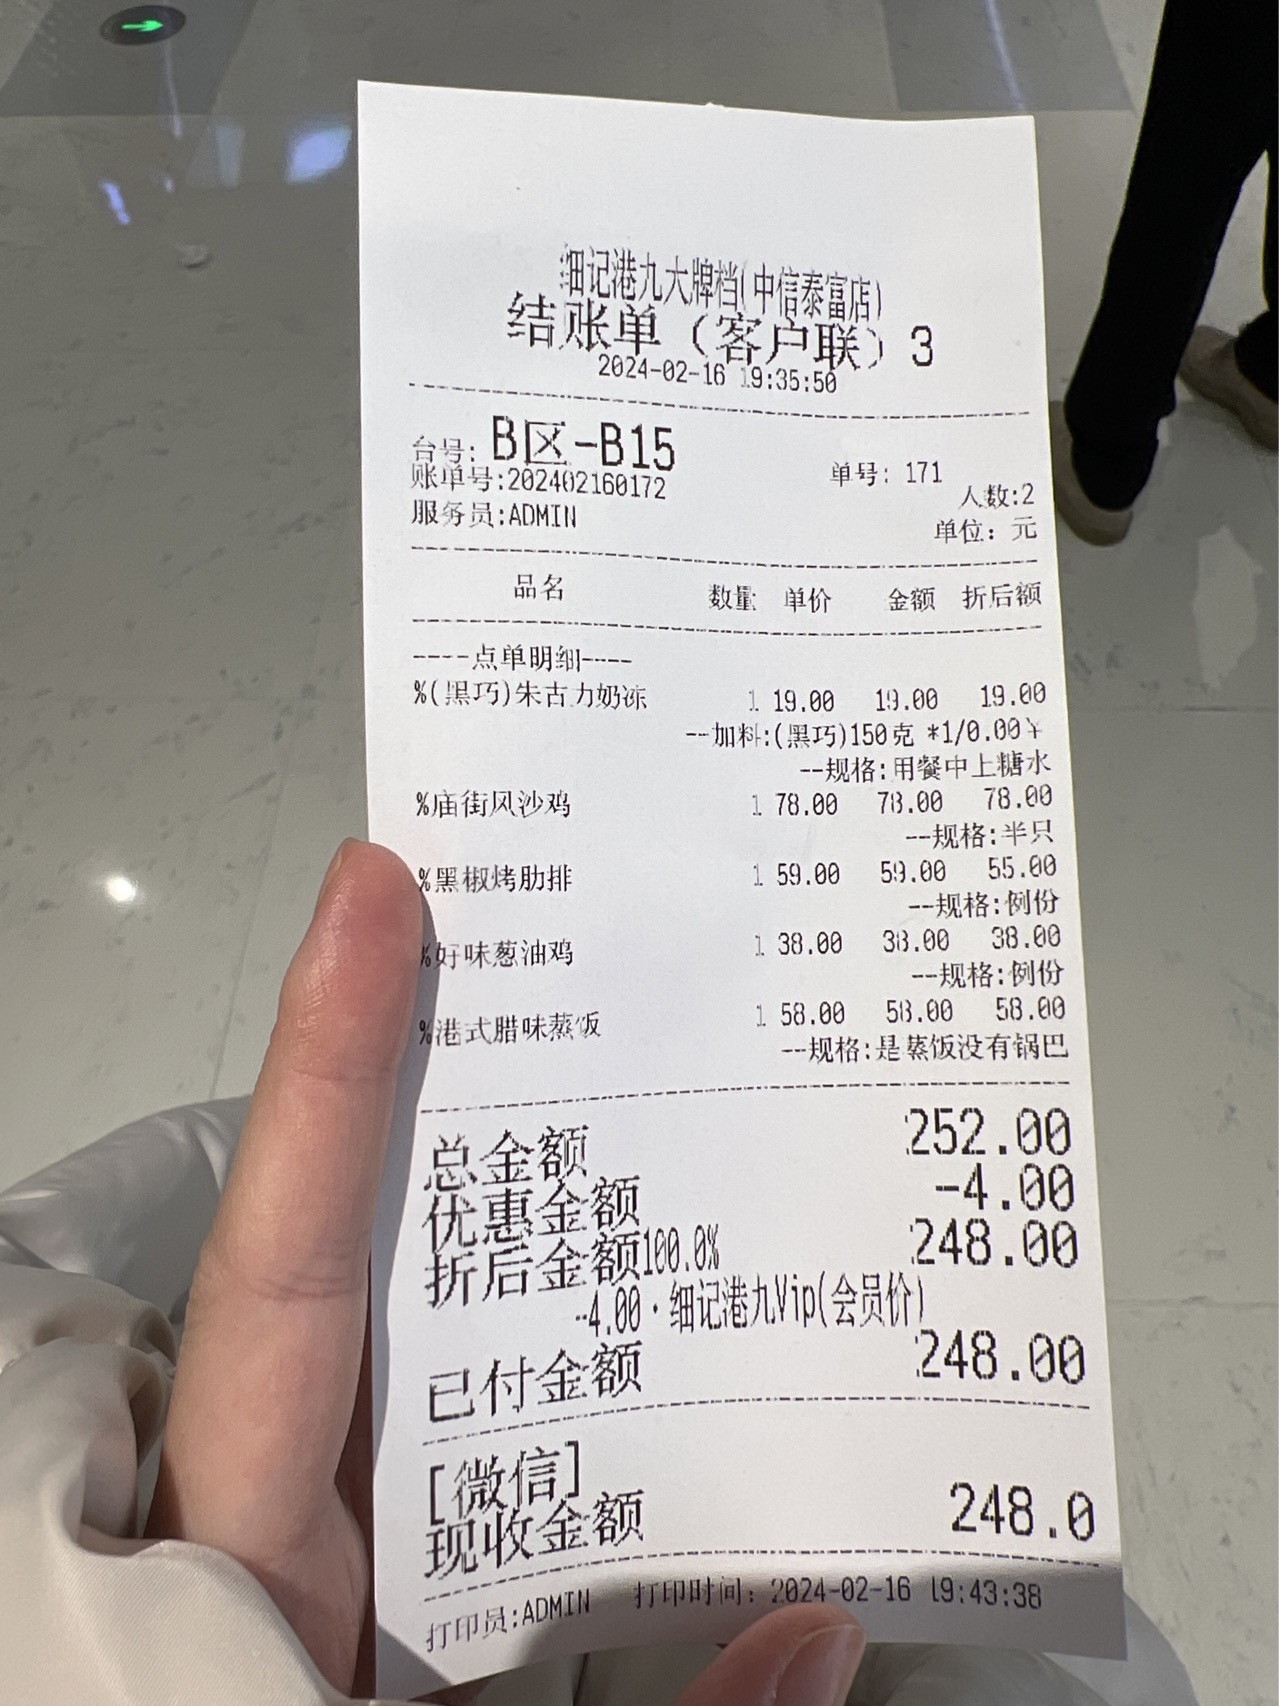 细记港九大牌档(中信泰富店)
结账单（客户联）3
2024-02-16 19:35:50
台号: B区-B15 单号: 171
账单号:202402160172 人数:2
服务员:ADMIN 单位: 元
品名 数量 单价 金额 折后额
----点单明细----
%(黑巧)朱古力奶冻 1 19.00 19.00 19.00
--加料:(黑巧)150克 *1/0.00¥
--规格:用餐中上糖水
%庙街风沙鸡 1 78.00 78.00 78.00
--规格:半只
%黑椒烤肋排 1 59.00 59.00 55.00
--规格:例份
%好味葱油鸡 1 38.00 38.00 38.00
--规格:例份
%港式腊味蒸饭 1 58.00 58.00 58.00
--规格:是蒸饭没有锅巴
总金额 252.00
优惠金额 -4.00
折后金额100.0% 248.00
-4.00·细记港九Vip(会员价)
已付金额 248.00
[微信]
现收金额 248.0
打印员:ADMIN 打印时间: 2024-02-16 19:43:38